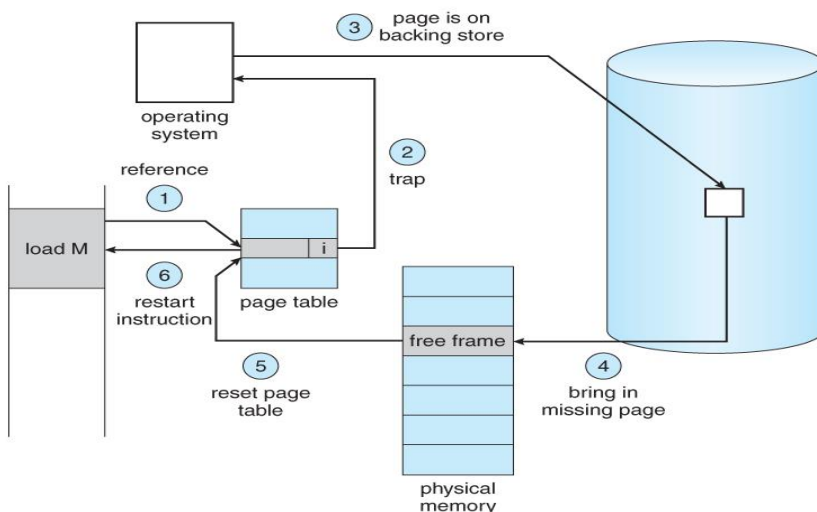 3
page is on
backing store
operating
system
2
trap
reference
1
load M
i
page table
6
restart
instruction
5
reset page
table
free frame
4
bring in
missing page
physical
memory